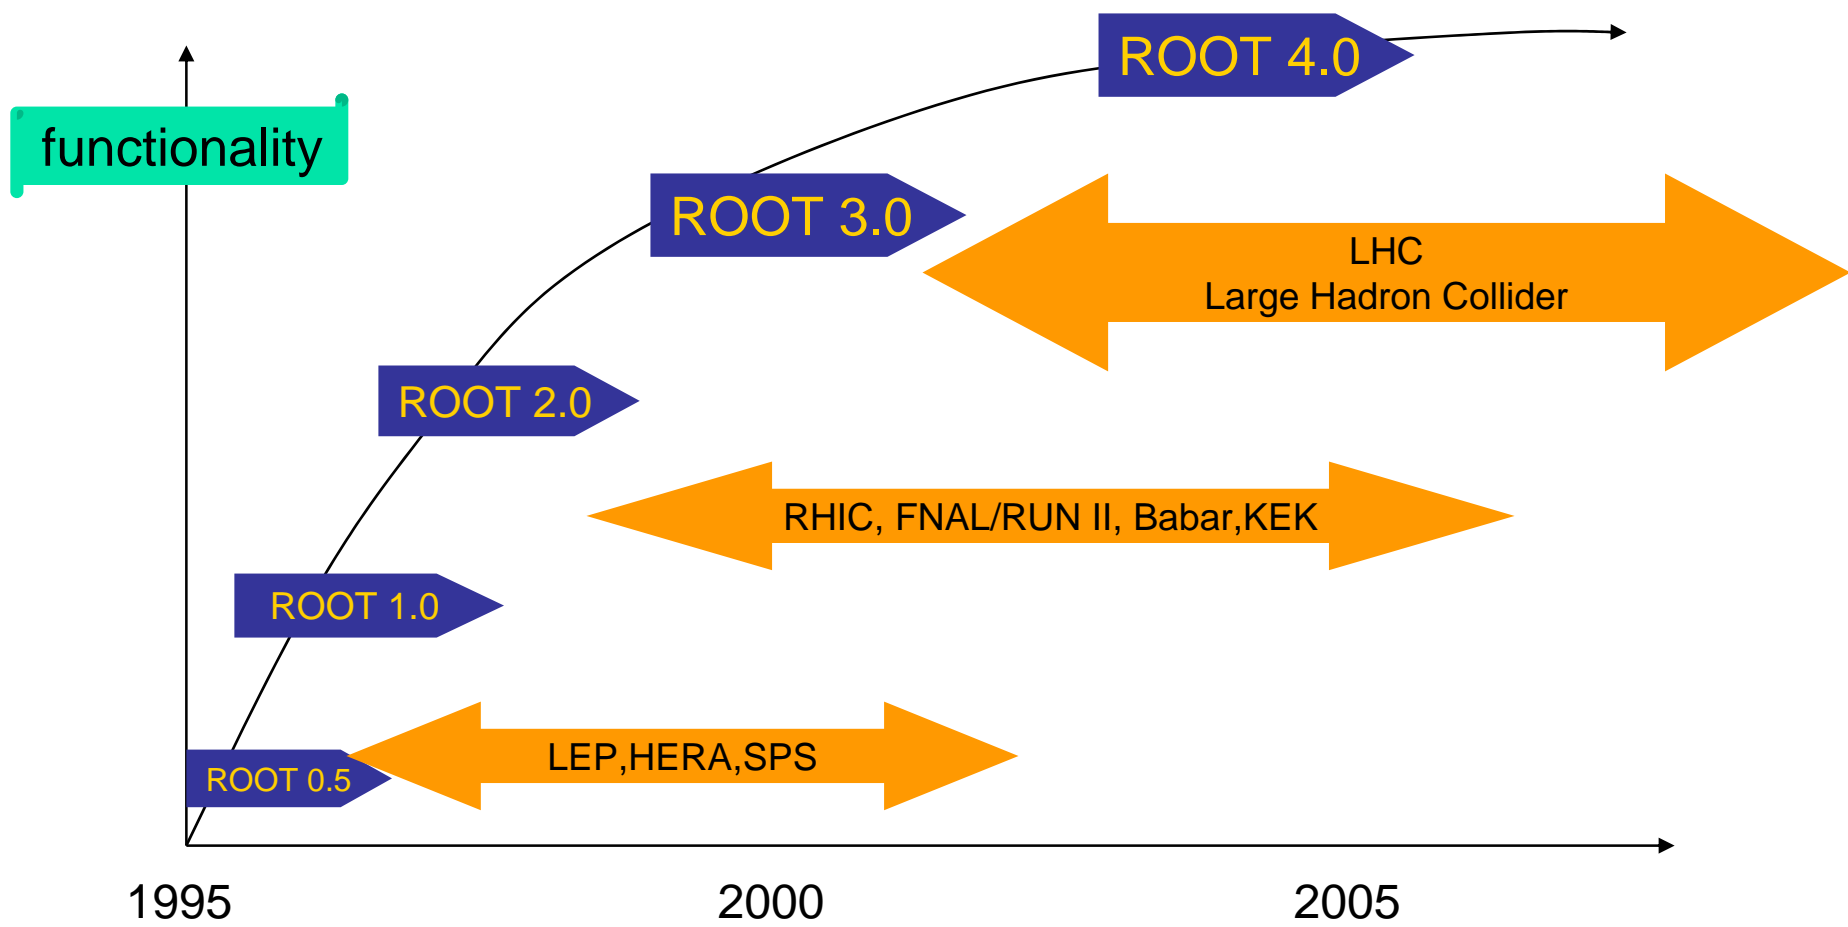 ROOT 4.0
functionality
ROOT 3.0
LHC
Large Hadron Collider
ROOT 2.0
RHIC, FNAL/RUN II, Babar,KEK
ROOT 1.0
LEP,HERA,SPS
ROOT 0.5
1995
2000
2005